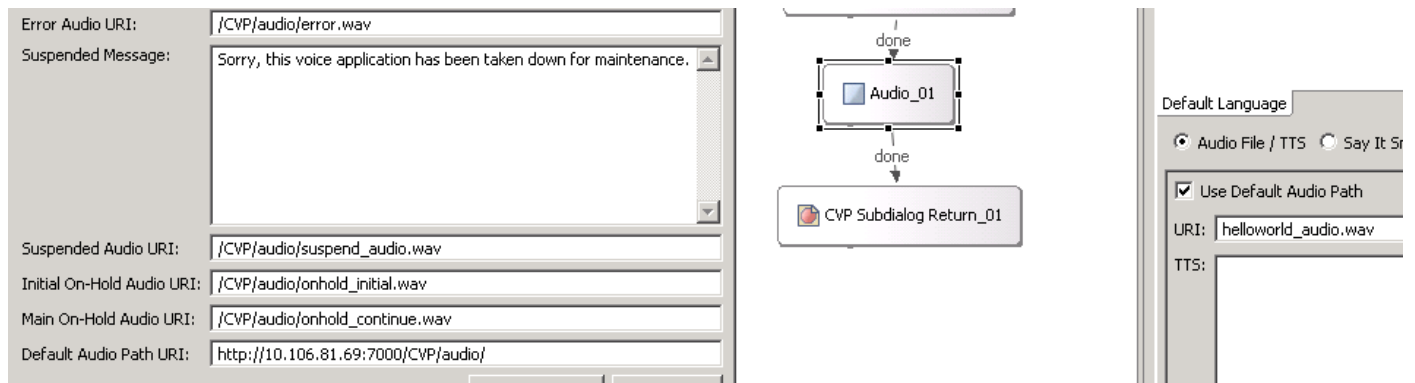 Error Audio URI: /CVP/audio/error.wav
Suspended Message: Sorry, this voice application has been taken down for maintenance.
Suspended Audio URI: /CVP/audio/suspend_audio.wav
Initial On-Hold Audio URI: /CVP/audio/onhold_initial.wav
Main On-Hold Audio URI: /CVP/audio/onhold_continue.wav
Default Audio Path URI: http://10.106.81.69:7000/CVP/audio/
done
Audio_01
done
CVP Subdialog Return_01
Default Language
Audio File / TTS Say It
Use Default Audio Path
URI: helloworld_audio.wav
TTS: